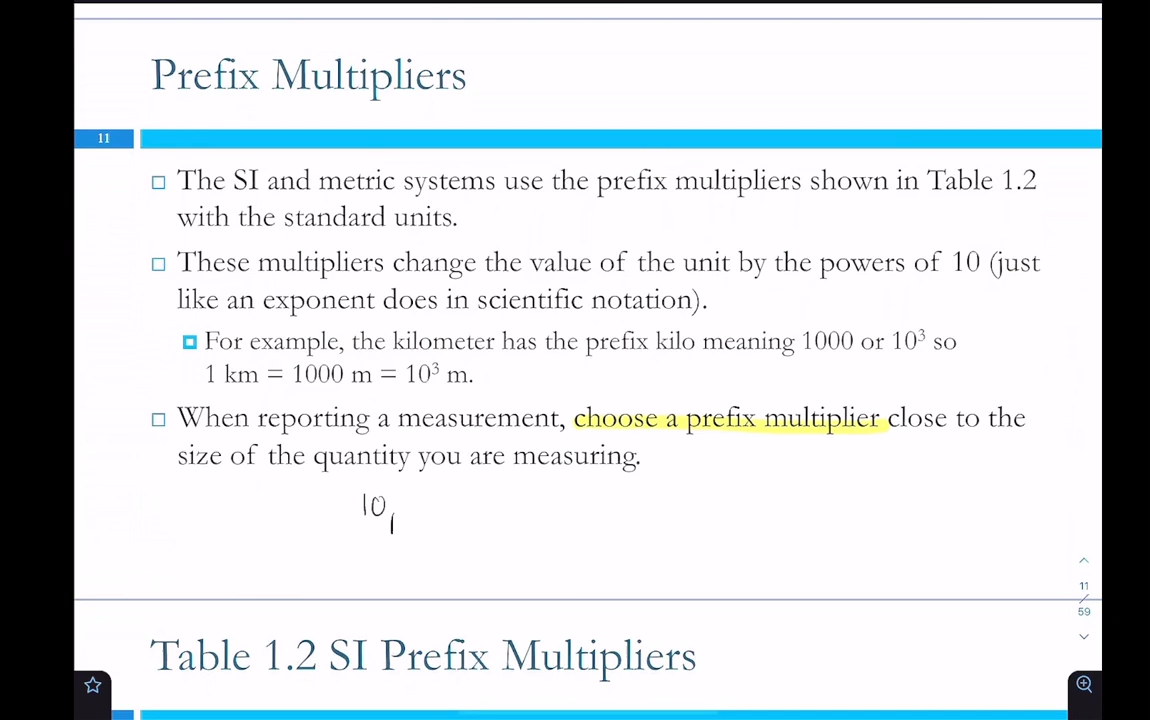 Prefix Multipliers
11
The SI and metric systems use the prefix multipliers shown in Table 1.2
with the standard units.
These multipliers change the value of the unit by the powers of 10 (just
like an exponent does in scientific notation).
For example, the kilometer has the prefix kilo meaning 1000 or 10³ so
1 km = 1000 m = 10³ m.
When reporting a measurement, choose a prefix multiplier close to the
size of the quantity you are measuring.
10,
11
59
Table 1.2 SI Prefix Multipliers